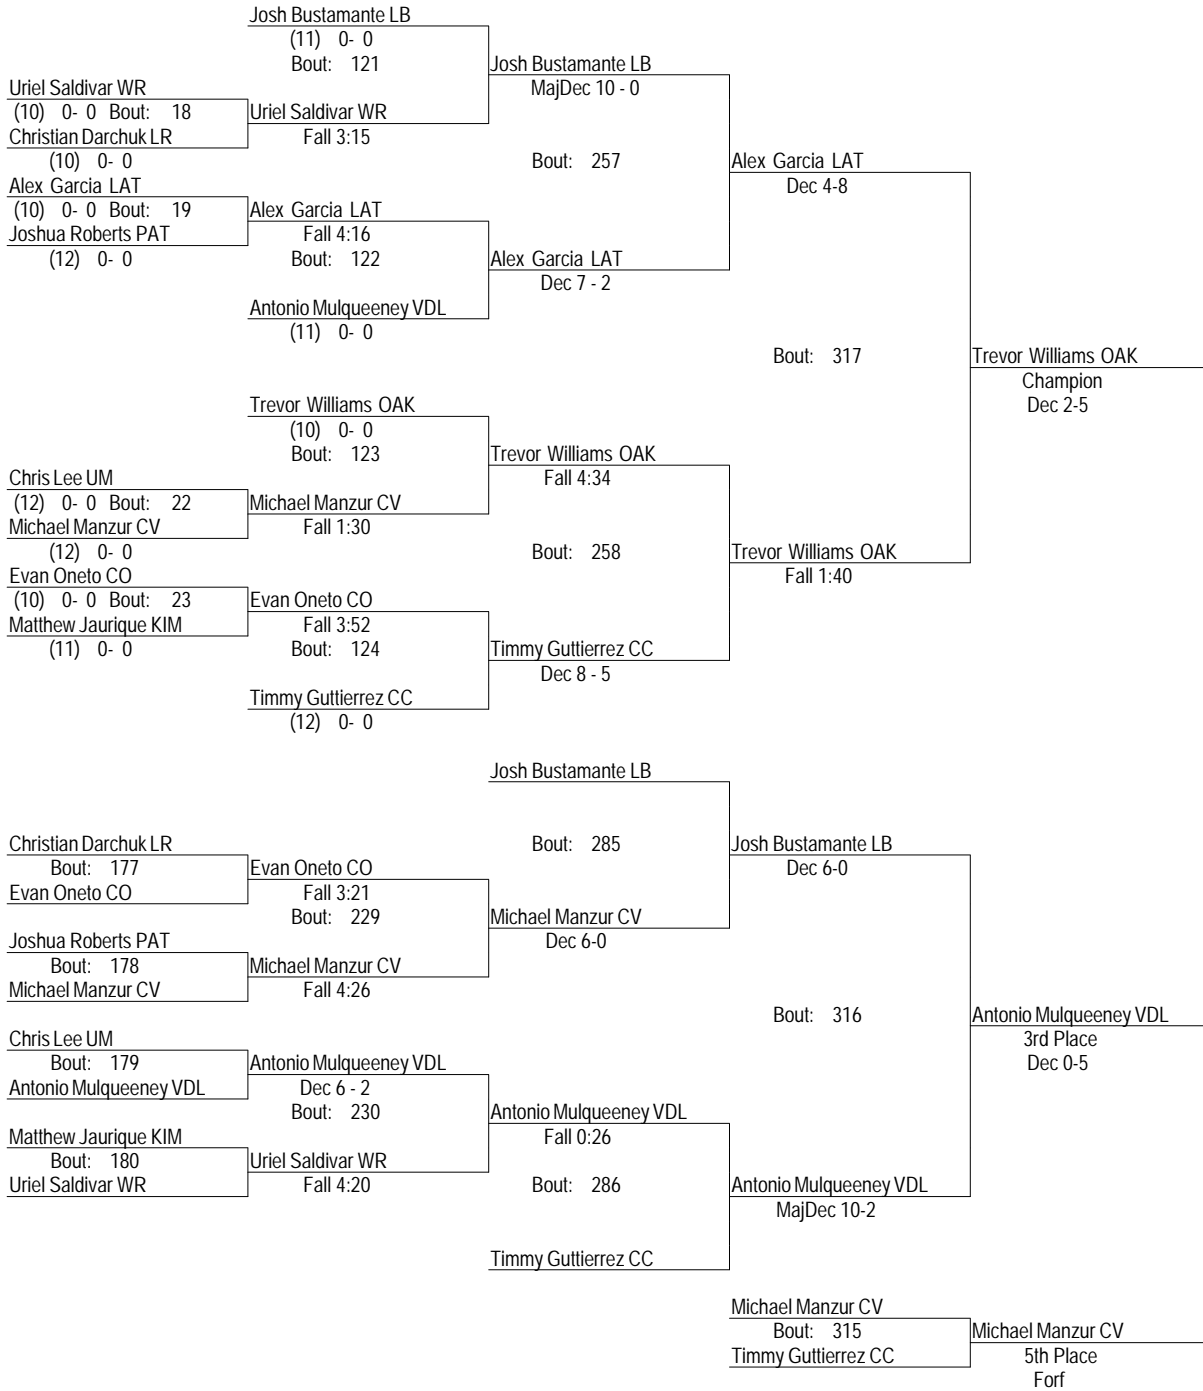 Josh Bustamante LB
(11) 0- 0
Bout: 121
Josh Bustamante LB
MajDec 10 - 0
Uriel Saldivar WR
(10) 0- 0 Bout: 18
Uriel Saldivar WR
Christian Darchuk LR
Fall 3:15
(10) 0- 0
Bout: 257
Alex Garcia LAT
Dec 4-8
Alex Garcia LAT
(10) 0- 0 Bout: 19
Alex Garcia LAT
Joshua Roberts PAT
Fall 4:16
(12) 0- 0
Bout: 122
Alex Garcia LAT
Dec 7 - 2
Antonio Mulqueeney VDL
(11) 0- 0
Bout: 317
Trevor Williams OAK
Champion
Dec 2-5
Trevor Williams OAK
(10) 0- 0
Bout: 123
Trevor Williams OAK
Fall 4:34
Chris Lee UM
(12) 0- 0 Bout: 22
Michael Manzur CV
Michael Manzur CV
Fall 1:30
(12) 0- 0
Bout: 258
Trevor Williams OAK
Fall 1:40
Evan Oneto CO
(10) 0- 0 Bout: 23
Evan Oneto CO
Matthew Jaurique KIM
Fall 3:52
(11) 0- 0
Bout: 124
Timmy Guttierrez CC
Dec 8 - 5
Timmy Guttierrez CC
(12) 0- 0
Josh Bustamante LB
Bout: 285
Josh Bustamante LB
Dec 6-0
Christian Darchuk LR
Bout: 177
Evan Oneto CO
Evan Oneto CO
Fall 3:21
Bout: 229
Michael Manzur CV
Dec 6-0
Joshua Roberts PAT
Bout: 178
Michael Manzur CV
Michael Manzur CV
Fall 4:26
Bout: 316
Antonio Mulqueeney VDL
3rd Place
Dec 0-5
Chris Lee UM
Bout: 179
Antonio Mulqueeney VDL
Antonio Mulqueeney VDL
Dec 6 - 2
Bout: 230
Antonio Mulqueeney VDL
Fall 0:26
Matthew Jaurique KIM
Bout: 180
Uriel Saldivar WR
Uriel Saldivar WR
Fall 4:20
Bout: 286
Antonio Mulqueeney VDL
MajDec 10-2
Timmy Guttierrez CC
Michael Manzur CV
Bout: 315
Michael Manzur CV
Timmy Guttierrez CC
5th Place
Forf